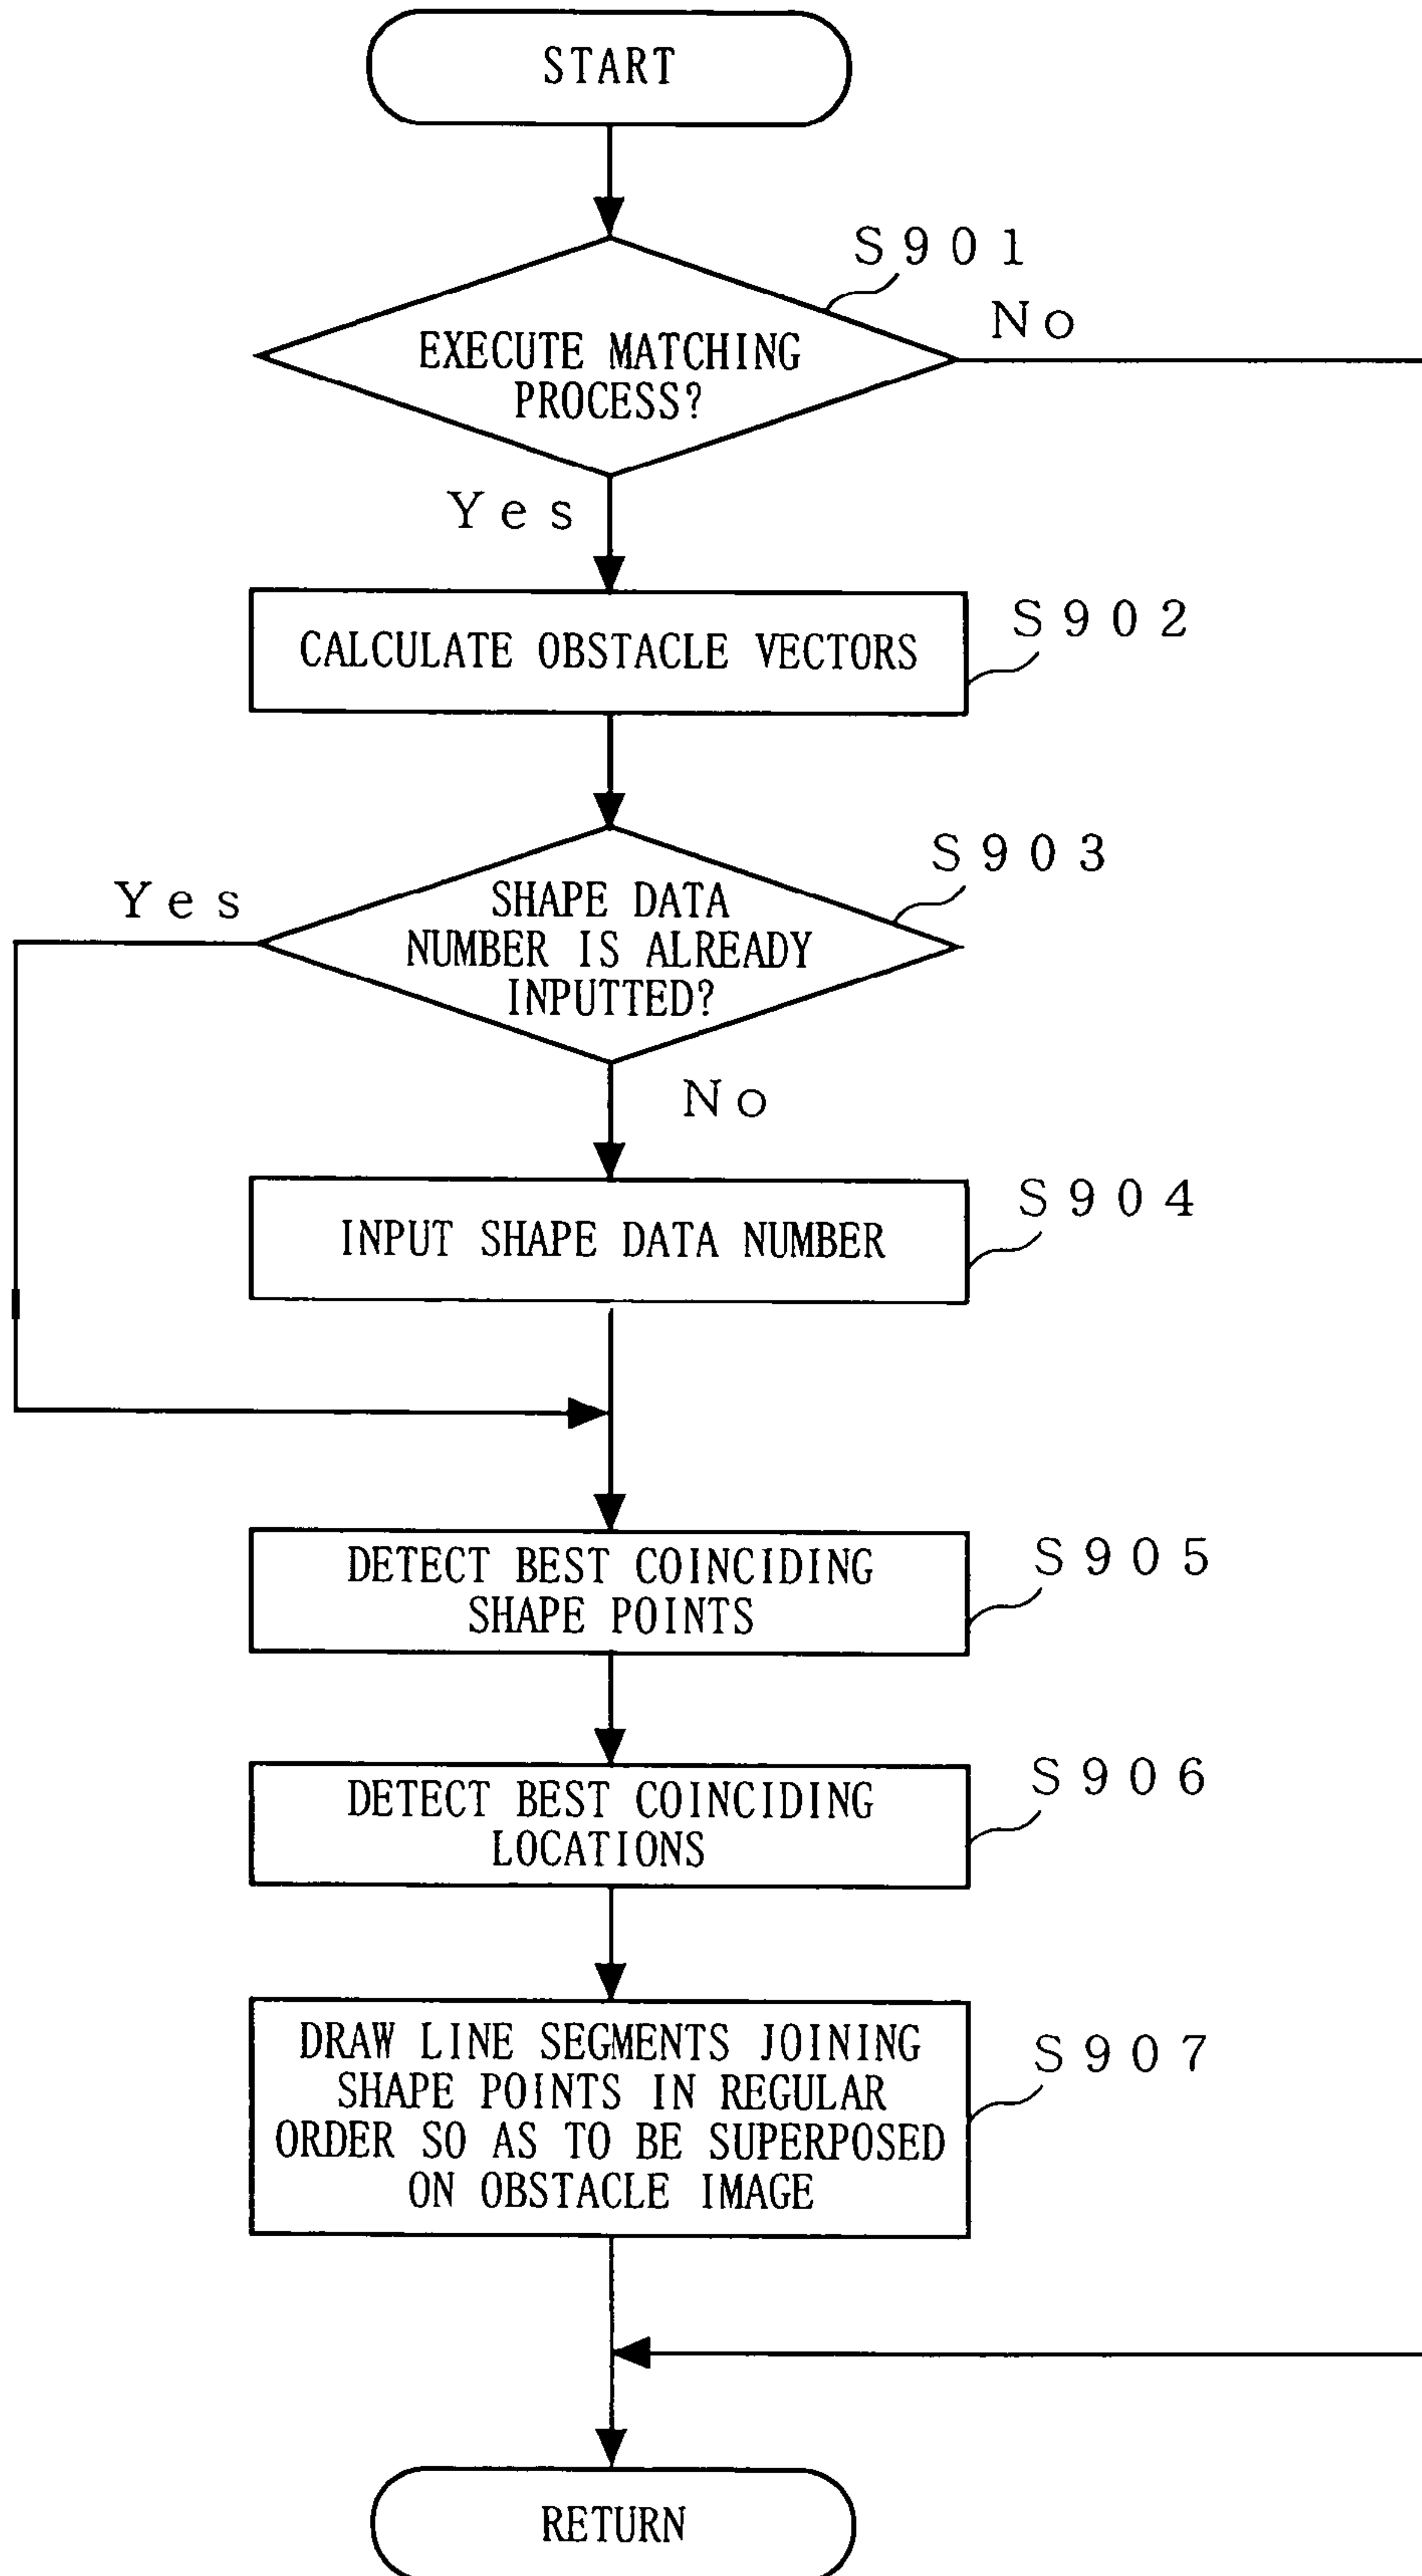 START
S901
No
EXECUTE MATCHING
PROCESS?
Yes
CALCULATE OBSTACLE VECTORS
S902
S903
Yes
SHAPE DATA
NUMBER IS ALREADY
INPUTTED?
No
INPUT SHAPE DATA NUMBER
S904
DETECT BEST COINCIDING
SHAPE POINTS
S905
DETECT BEST COINCIDING
LOCATIONS
S906
DRAW LINE SEGMENTS JOINING
SHAPE POINTS IN REGULAR
ORDER SO AS TO BE SUPERPOSED
ON OBSTACLE IMAGE
S907
RETURN